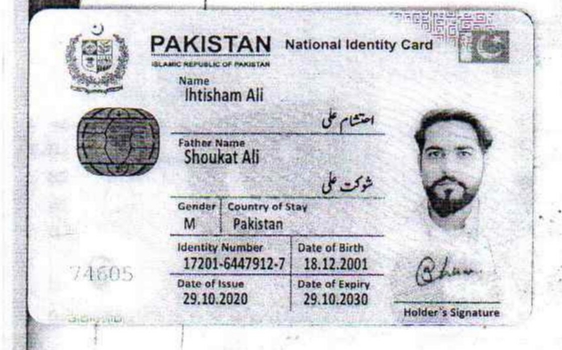 PAKISTAN National Identity Card
ISLAMIC REPUBLIC OF PAKISTAN
Name
Ihtisham Ali
احتشام علی
Father Name
Shoukat Ali
شوکت علی
Gender Country of Stay
M Pakistan
Identity Number Date of Birth
17201-6447912-7 18.12.2001
Date of Issue Date of Expiry
29.10.2020 29.10.2030
74605
Holder's Signature